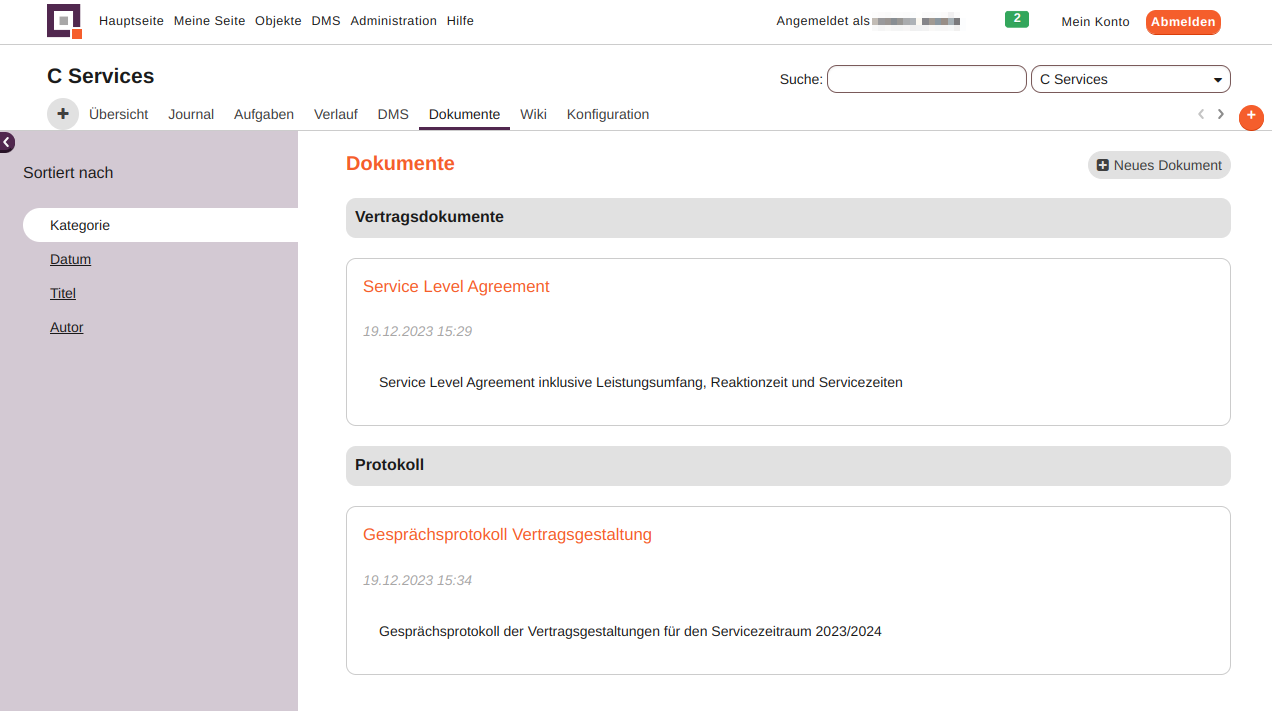 Hauptseite Meine Seite Objekte DMS Administration Hilfe Angemeldet als 2 Mein Konto Abmelden
C Services Suche: C Services
+ Übersicht Journal Aufgaben Verlauf DMS Dokumente Wiki Konfiguration +
Sortiert nach
Kategorie
Datum
Titel
Autor
Dokumente Neues Dokument
Vertragsdokumente
Service Level Agreement
19.12.2023 15:29
Service Level Agreement inklusive Leistungsumfang, Reaktionzeit und Servicezeiten
Protokoll
Gesprächsprotokoll Vertragsgestaltung
19.12.2023 15:34
Gesprächsprotokoll der Vertragsgestaltungen für den Servicezeitraum 2023/2024